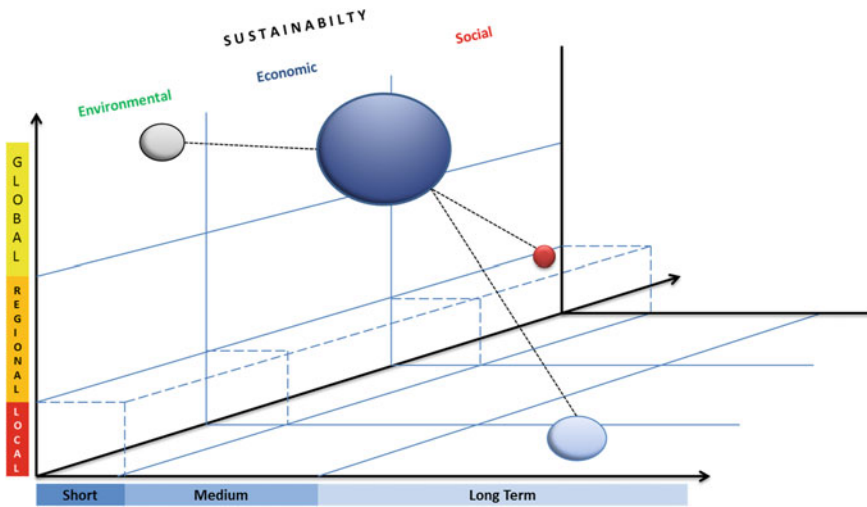 SUSTAINABILTY
Social
Economic
Environmental
GLOBAL
REGIONAL
LOCAL
Short
Medium
Long Term